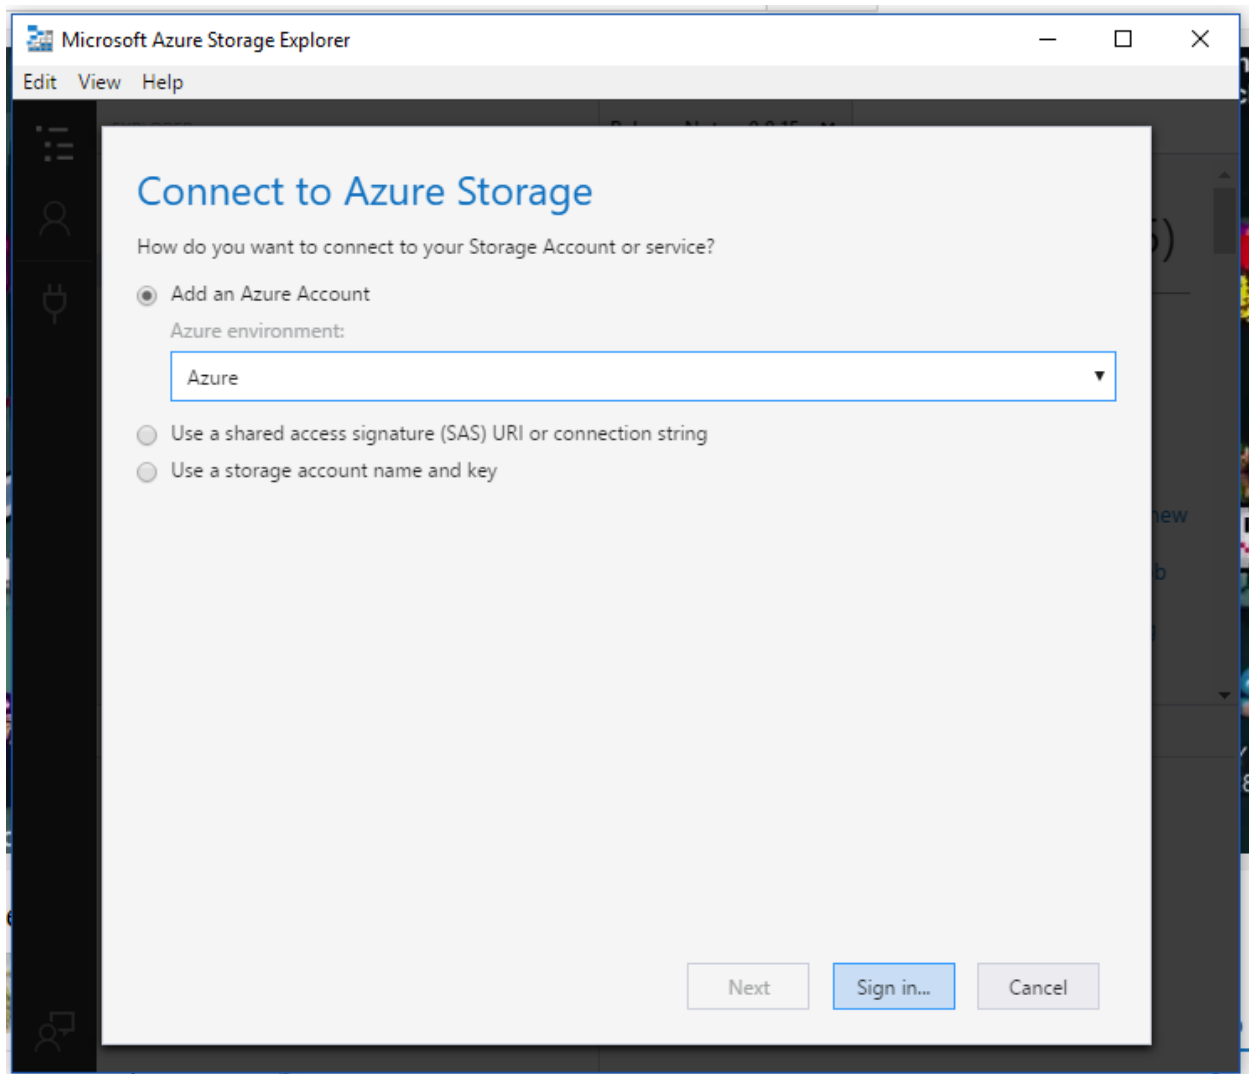 Microsoft Azure Storage Explorer
Edit View Help
Connect to Azure Storage
How do you want to connect to your Storage Account or service?
Add an Azure Account
Azure environment:
Azure
Use a shared access signature (SAS) URI or connection string
Use a storage account name and key
new
Next Sign in... Cancel